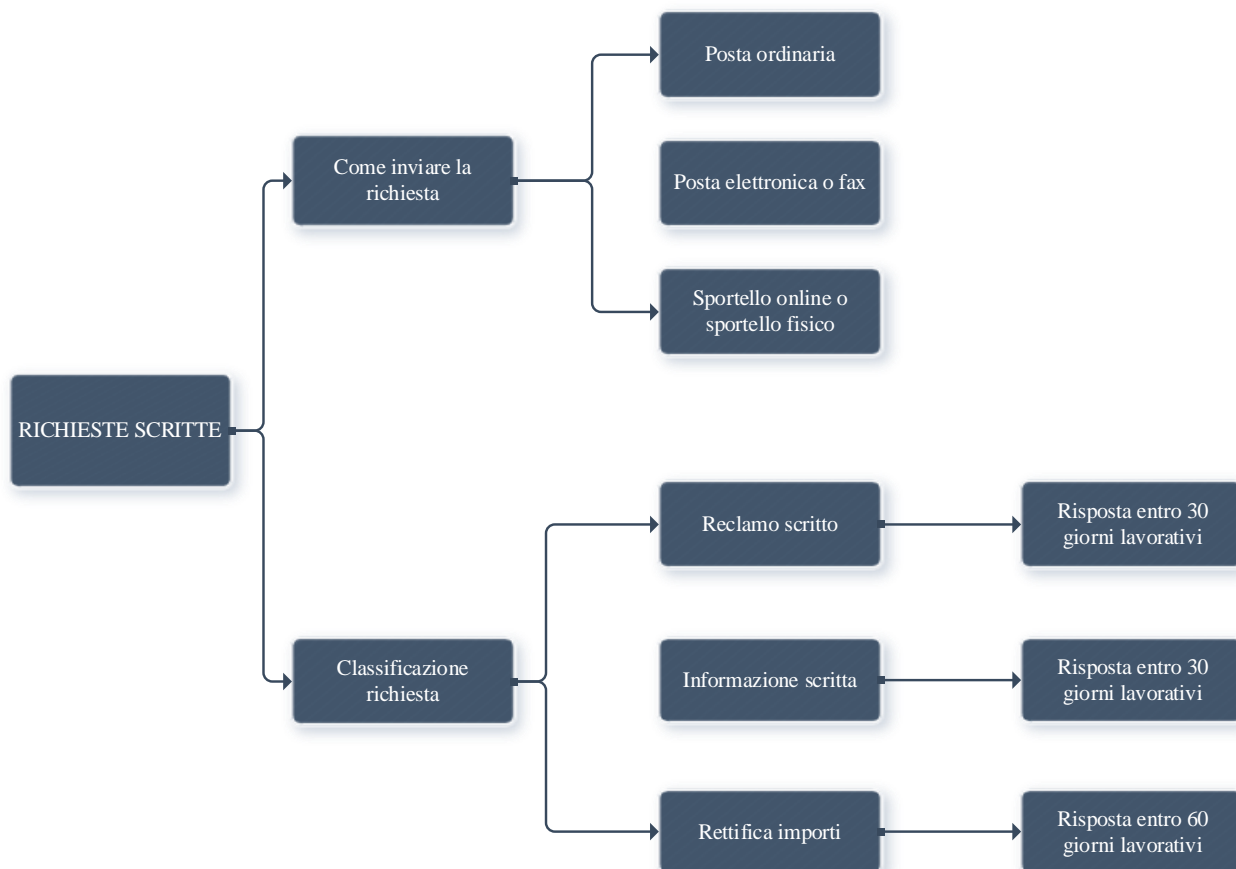 Posta ordinaria
Come inviare la
richiesta
Posta elettronica o fax
Sportello online o
sportello fisico
RICHIESTE SCRITTE
Reclamo scritto
Risposta entro 30
giorni lavorativi
Classificazione
richiesta
Informazione scritta
Risposta entro 30
giorni lavorativi
Rettifica importi
Risposta entro 60
giorni lavorativi